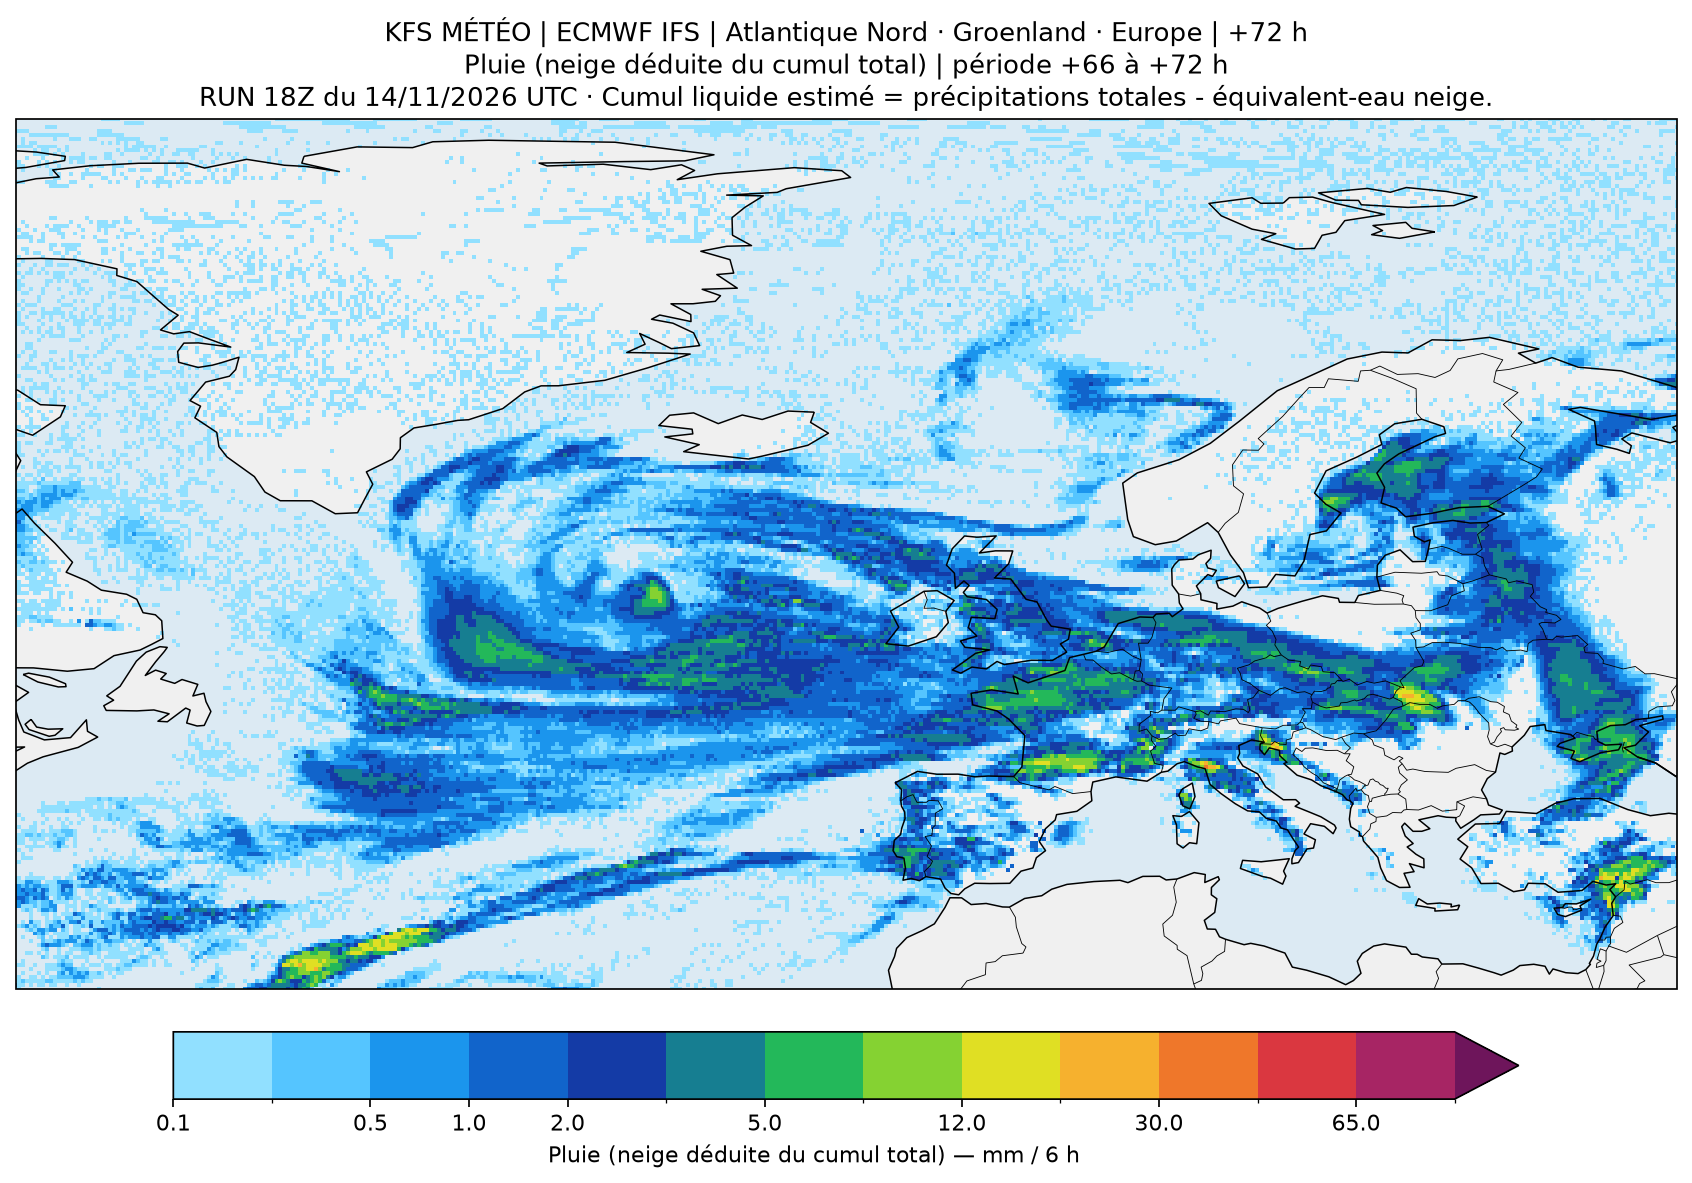 KFS MÉTÉO | ECMWF IFS | Atlantique Nord · Groenland · Europe | +72 h
Pluie (neige déduite du cumul total) | période +66 à +72 h
RUN 18Z du 14/11/2026 UTC · Cumul liquide estimé = précipitations totales - équivalent-eau neige.
0.1 0.5 1.0 2.0 5.0 12.0 30.0 65.0
Pluie (neige déduite du cumul total) — mm / 6 h